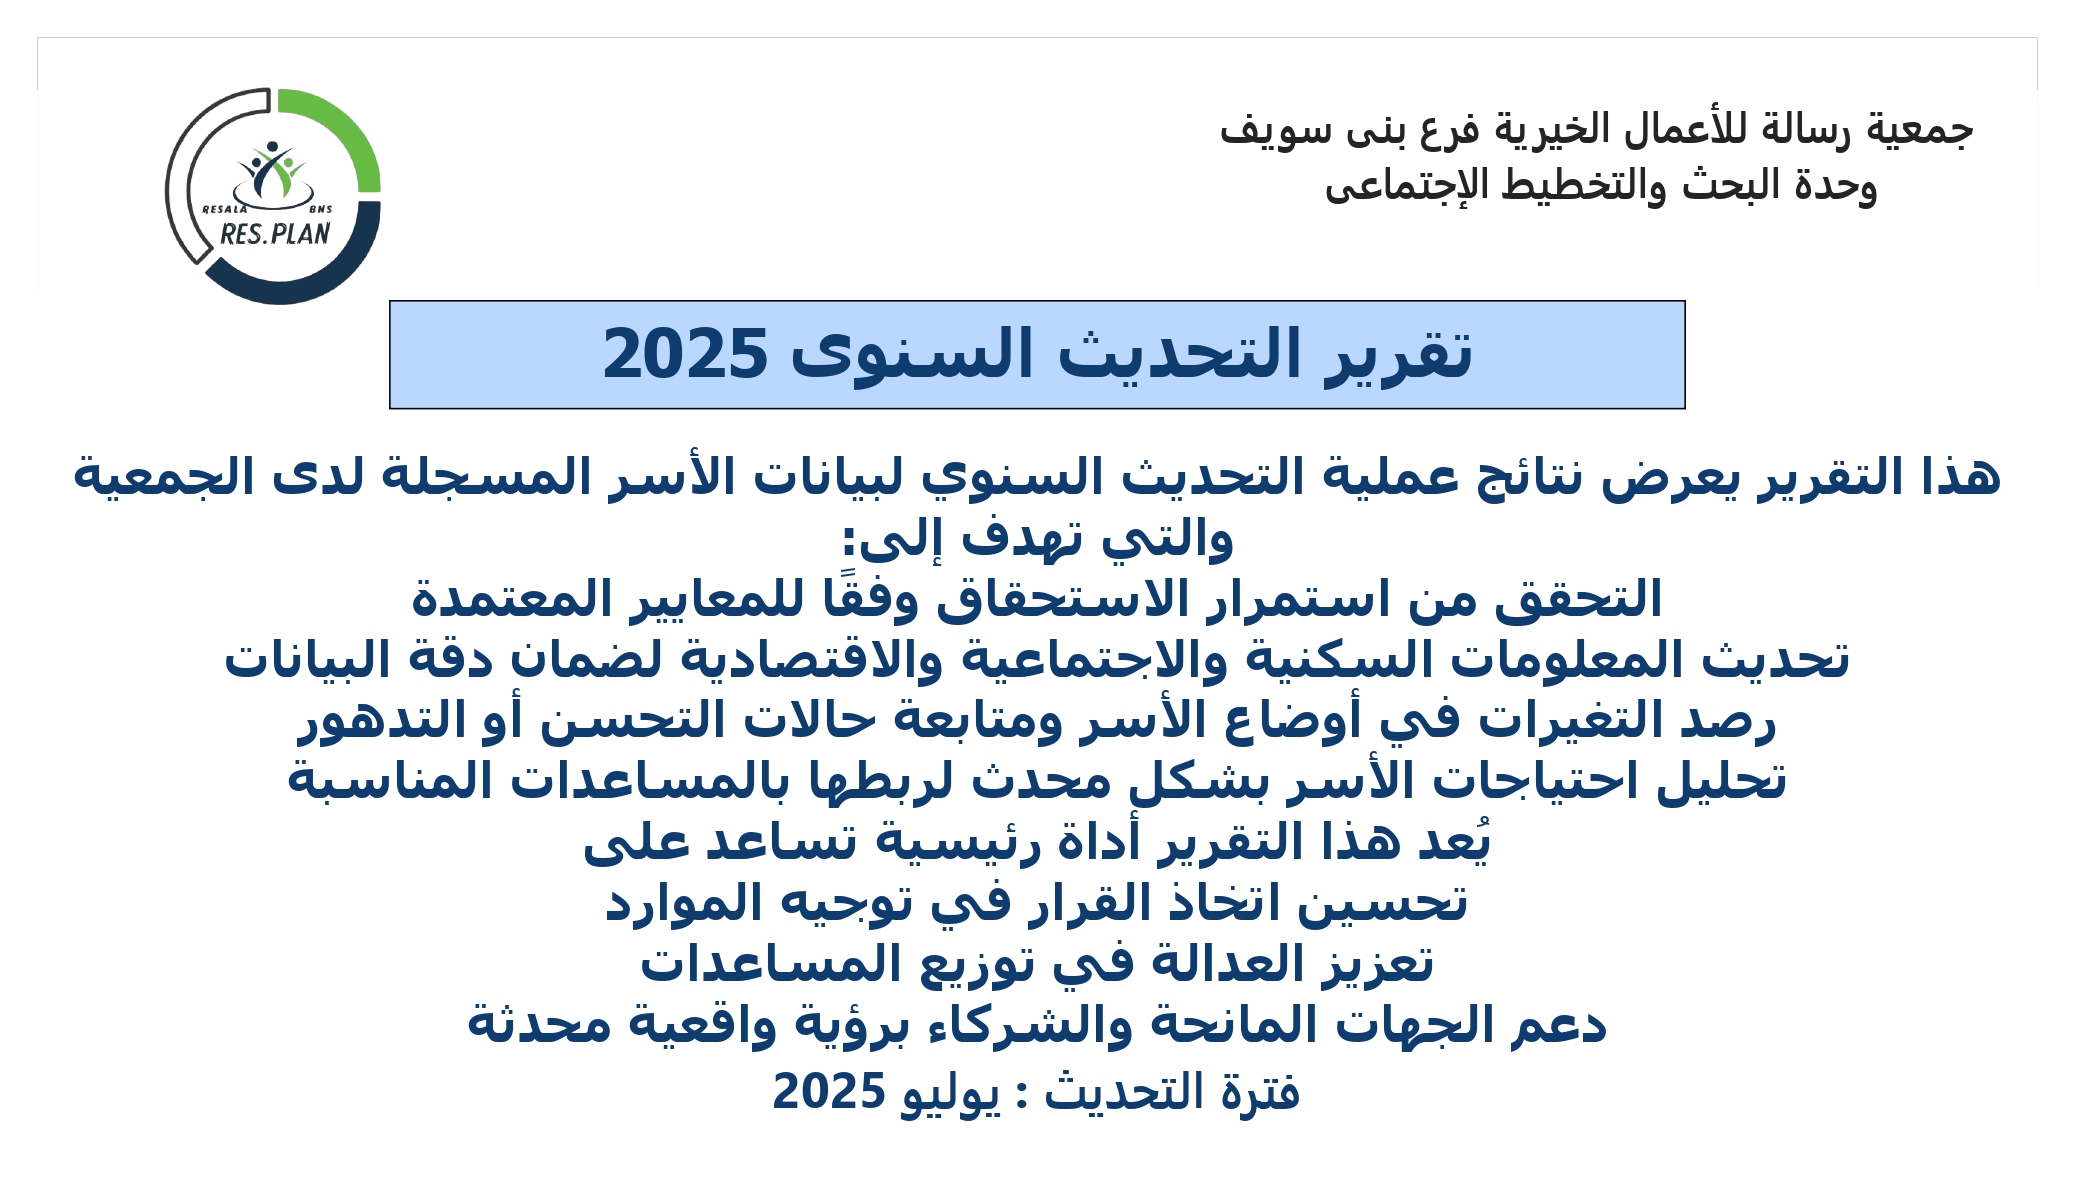 جمعية رسالة للأعمال الخيرية فرع بنى سويف
وحدة البحث والتخطيط الإجتماعى
RESALA BNS
RES.PLAN
تقرير التحديث السنوى 2025
هذا التقرير يعرض نتائج عملية التحديث السنوي لبيانات الأسر المسجلة لدى الجمعية
والتي تهدف إلى:
التحقق من استمرار الاستحقاق وفقًا للمعايير المعتمدة
تحديث المعلومات السكنية والاجتماعية والاقتصادية لضمان دقة البيانات
رصد التغيرات في أوضاع الأسر ومتابعة حالات التحسن أو التدهور
تحليل احتياجات الأسر بشكل محدث لربطها بالمساعدات المناسبة
يُعد هذا التقرير أداة رئيسية تساعد على
تحسين اتخاذ القرار في توجيه الموارد
تعزيز العدالة في توزيع المساعدات
دعم الجهات المانحة والشركاء برؤية واقعية محدثة
فترة التحديث : يوليو 2025